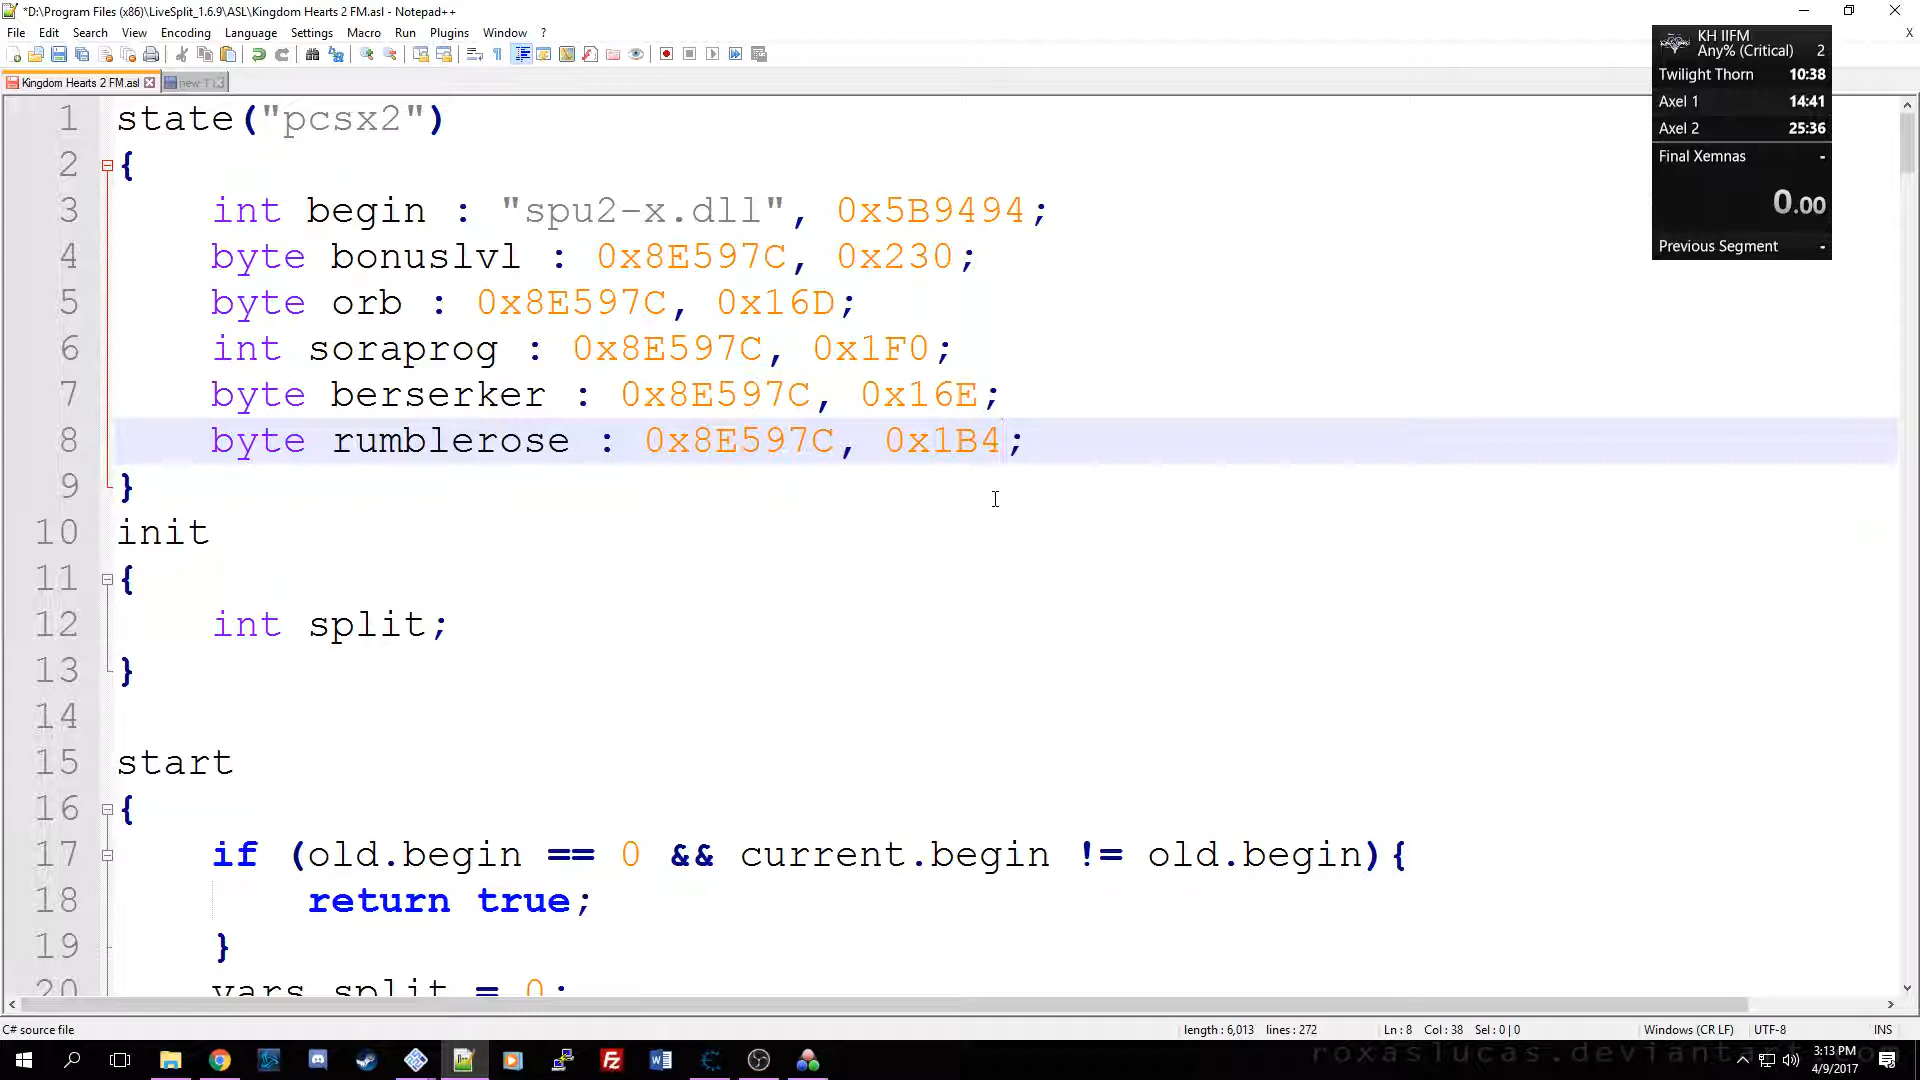 *D:\Program Files (x86)\LiveSplit_1.6.9\ASL\Kingdom Hearts 2 FM.asl - Notepad++
File Edit Search View Encoding Language Settings Macro Run Plugins Window ? X
Kingdom Hearts 2 FM.asl new 1
1 state("pcsx2")
2 {
3 int begin : "spu2-x.dll", 0x5B9494;
4 byte bonuslvl : 0x8E597C, 0x230;
5 byte orb : 0x8E597C, 0x16D;
6 int soraprog : 0x8E597C, 0x1F0;
7 byte berserker : 0x8E597C, 0x16E;
8 byte rumblerose : 0x8E597C, 0x1B4;
9 }
10 init
11 {
12 int split;
13 }
14
15 start
16 {
17 if (old.begin == 0 && current.begin != old.begin){
18 return true;
19 }
20 vars.split = 0;
KH IIFM
Any% (Critical) 2
Twilight Thorn 10:38
Axel 1 14:41
Axel 2 25:36
Final Xemnas -
0.00
Previous Segment -
C# source file length : 6,013 lines : 272 Ln : 8 Col : 38 Sel : 0 | 0 Windows (CR LF) UTF-8 INS
roxaslucas.deviantart.com
3:13 PM
4/9/2017